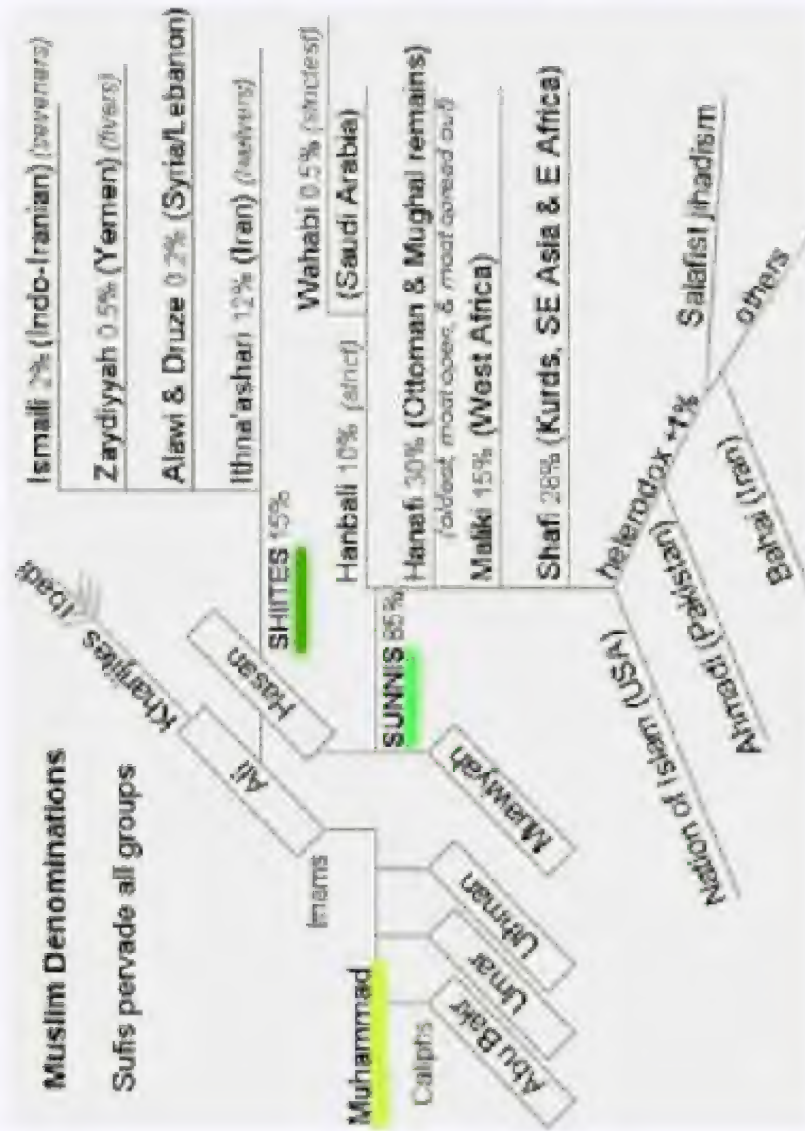 Muslim Denominations
Sufis pervade all groups
Muhammad
Caliphs
Imams
Abu Bakr
Umar
Uthman
Muawiyah
Ali
Hasan
Kharijites / Ibadi
SHIITES 15%
Ismaili 2% (Indo-Iranian) (seveners)
Zaydiyyah 0.5% (Yemen) (fivers)
Alawi & Druze 0.2% (Syria/Lebanon)
Ithna'ashari 12% (Iran) (twelvers)
SUNNIS 85%
Wahabi 0.5% (strictest)
Hanbali 10% (strict)
(Saudi Arabia)
Hanafi 30% (Ottoman & Mughal remains)
(oldest, most open, & most spread out)
Maliki 15% (West Africa)
Shafi 28% (Kurds, SE Asia & E Africa)
heterodox +1%
Nation of Islam (USA)
Ahmadi (Pakistan)
Bahai (Iran)
Salafist jihadism
others